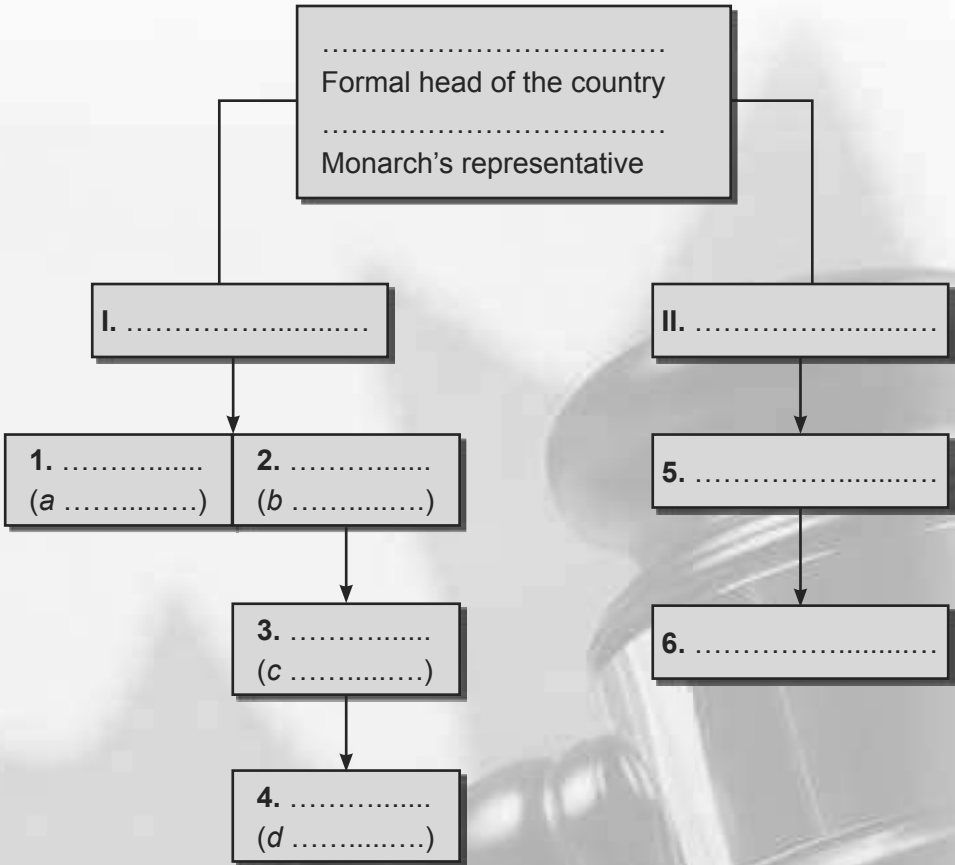 ………………………………
Formal head of the country
………………………………
Monarch's representative
I. ……………..........…
II. ……………..........…
1. ……….......
(a …….....….)
2. ……….......
(b …….....….)
5. ……………..........…
3. ……….......
(c …….....….)
6. ……………..........…
4. ……….......
(d …….....….)